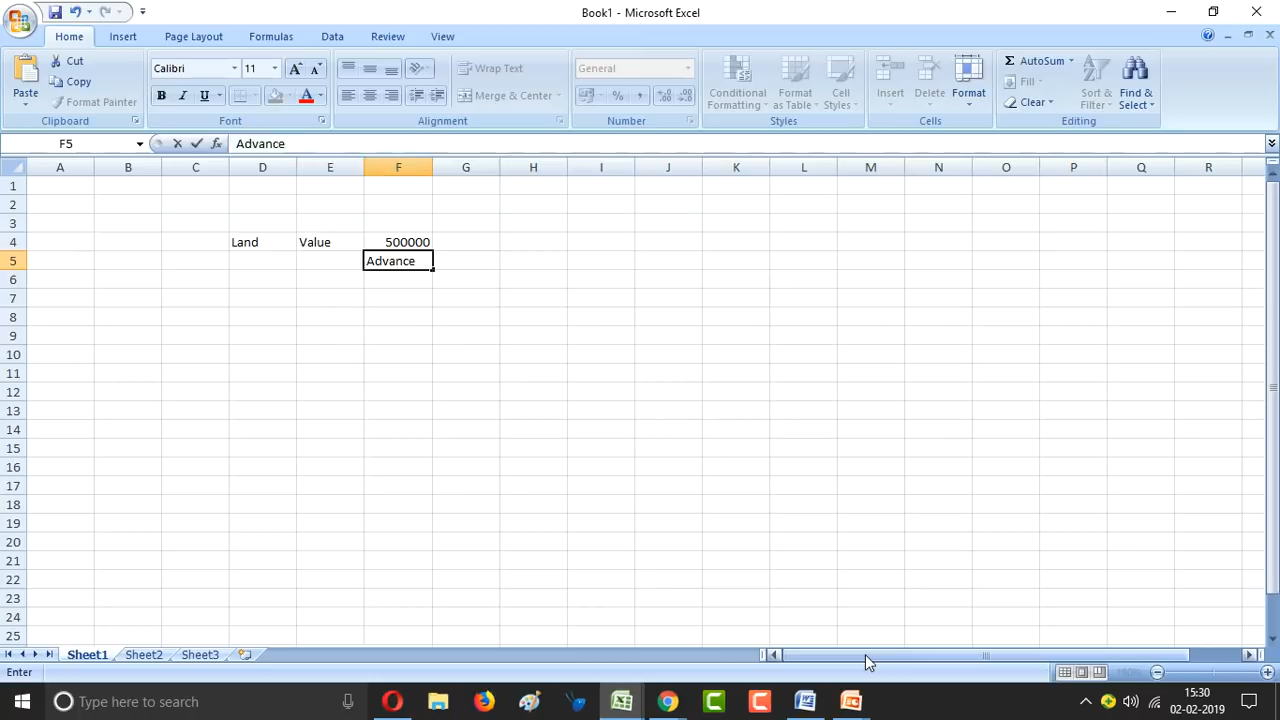 Book1 - Microsoft Excel
Home Insert Page Layout Formulas Data Review View
Paste
Cut
Copy
Format Painter
Clipboard
Calibri 11
B I U
Font
Wrap Text
Merge & Center
Alignment
General
Number
Conditional Formatting
Format as Table
Cell Styles
Styles
Insert
Delete
Format
Cells
Σ AutoSum
Fill
Clear
Sort & Filter
Find & Select
Editing
F5 fx Advance
A B C D E F G H I J K L M N O P Q R
1
2
3
4 Land Value 500000
5 Advance
6
7
8
9
10
11
12
13
14
15
16
17
18
19
20
21
22
23
24
25
Sheet1 Sheet2 Sheet3
Enter
Type here to search
15:30
02-02-2019